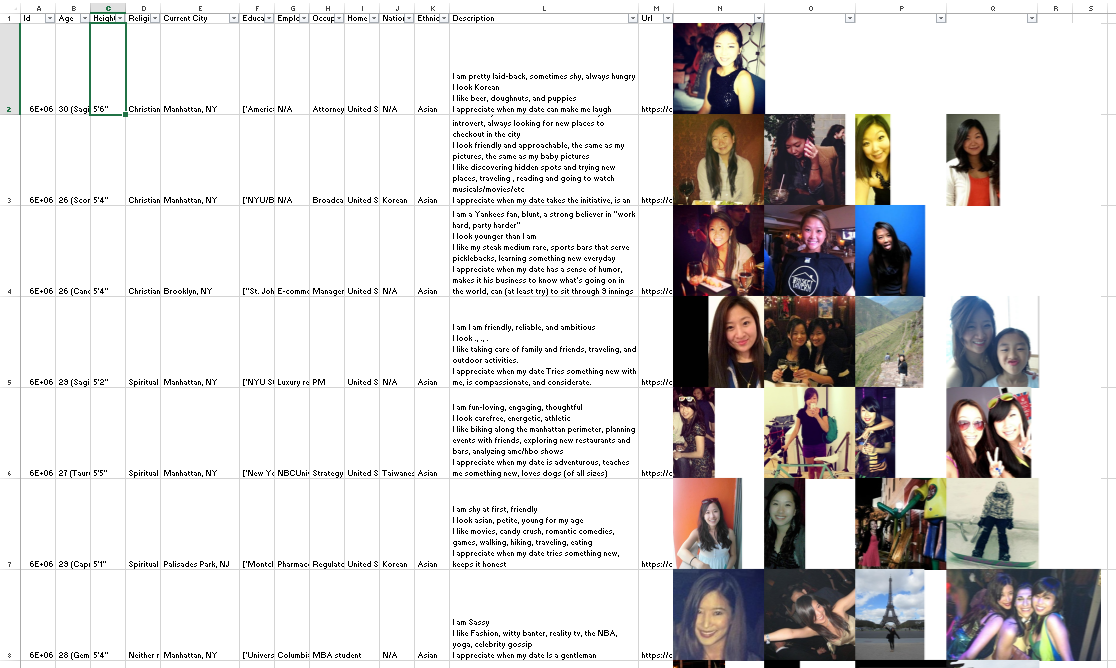 A B C D E F G H I J K L M N O P Q R S
1 Id Age Height Religi Current City Educa Emplo Occup Home Natio Ethnic Description Url
I am pretty laid-back, sometimes shy, always hungry
I look Korean
I like beer, doughnuts, and puppies
2 6E+06 30 (Sagi 5'6" Christian Manhattan, NY ['Americ N/A Attorney United S N/A Asian I appreciate when my date can make me laugh https://c
introvert, always looking for new places to
checkout in the city
I look friendly and approachable, the same as my
pictures, the same as my baby pictures
I like discovering hidden spots and trying new
places, traveling , reading and going to watch
musicals/movies/etc
3 6E+06 26 (Scor 5'4" Christian Manhattan, NY ['NYU/B N/A Broadca United S Korean Asian I appreciate when my date takes the initiative, is an https://c
I am a Yankees fan, blunt, a strong believer in "work
hard, party harder"
I look younger than I am
I like my steak medium rare, sports bars that serve
picklebacks, learning something new everyday
I appreciate when my date has a sense of humor,
makes it his business to know what's going on in
4 6E+06 26 (Canc 5'4" Christian Brooklyn, NY ["St. Joh E-comm Manager United S N/A Asian the world, can (at least try) to sit through 9 innings https://c
I am I am friendly, reliable, and ambitious
I look ., ., .
I like taking care of family and friends, traveling, and
outdoor activities.
I appreciate when my date Tries something new with
5 6E+06 29 (Sagi 5'2" Spiritual Manhattan, NY ['NYU St Luxury re PM United S N/A Asian me, is compassionate, and considerate. https://c
I am fun-loving, engaging, thoughtful
I look carefree, energetic, athletic
I like biking along the manhattan perimeter, planning
events with friends, exploring new restaurants and
bars, analyzing amc/hbo shows
I appreciate when my date is adventurous, teaches
6 6E+06 27 (Taur 5'5" Spiritual Manhattan, NY ['New Yo NBCUni Strategy United S Taiwanes Asian me something new, loves dogs (of all sizes) https://c
I am shy at first, friendly
I look asian, petite, young for my age
I like movies, candy crush, romantic comedies,
games, walking, hiking, traveling, eating
I appreciate when my date tries something new,
7 6E+06 29 (Capr 5'1" Spiritual Palisades Park, NJ ['Montcl Pharmac Regulato United S Korean Asian keeps it honest https://c
I am Sassy
I like Fashion, witty banter, reality tv, the NBA,
yoga, celebrity gossip
8 6E+06 28 (Gem 5'4" Neither r Manhattan, NY ['Univers Columbi MBA student N/A Asian I appreciate when my date Is a gentleman https://c